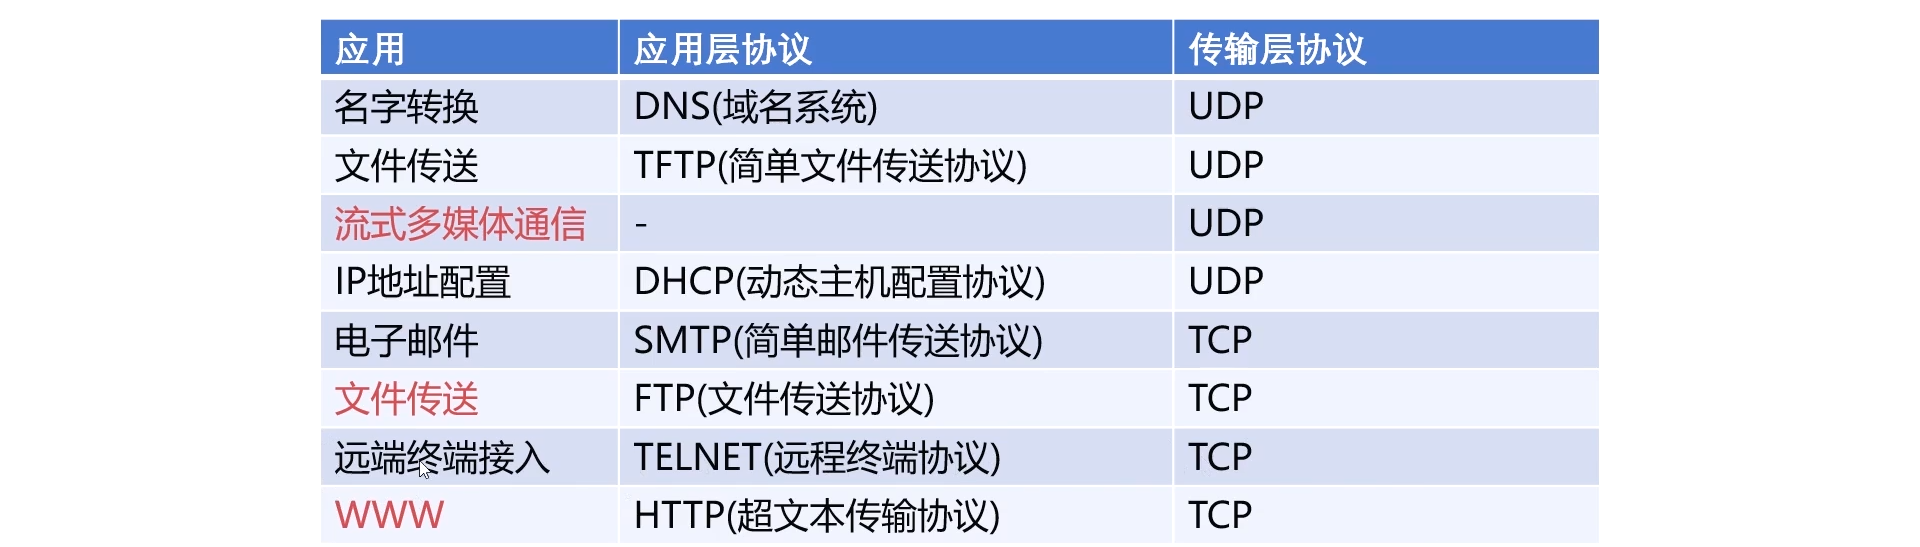 应用 应用层协议 传输层协议
名字转换 DNS(域名系统) UDP
文件传送 TFTP(简单文件传送协议) UDP
流式多媒体通信 - UDP
IP地址配置 DHCP(动态主机配置协议) UDP
电子邮件 SMTP(简单邮件传送协议) TCP
文件传送 FTP(文件传送协议) TCP
远端终端接入 TELNET(远程终端协议) TCP
WWW HTTP(超文本传输协议) TCP